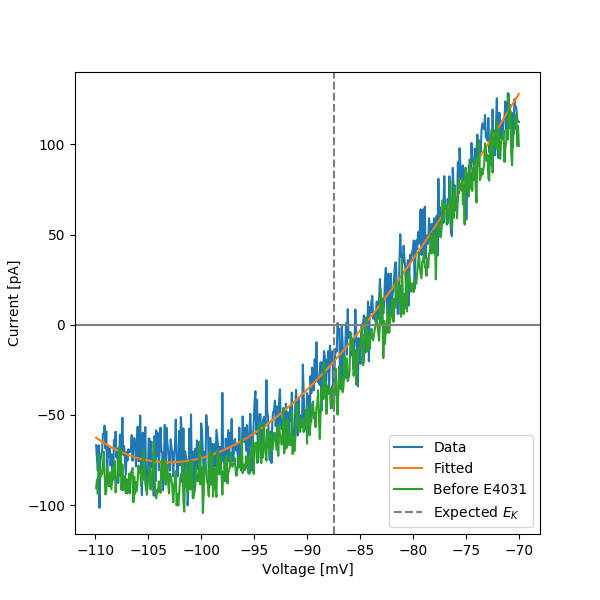 100
50
0
−50
−100
Current [pA]
Data
Fitted
Before E4031
Expected E_K
−110 −105 −100 −95 −90 −85 −80 −75 −70
Voltage [mV]